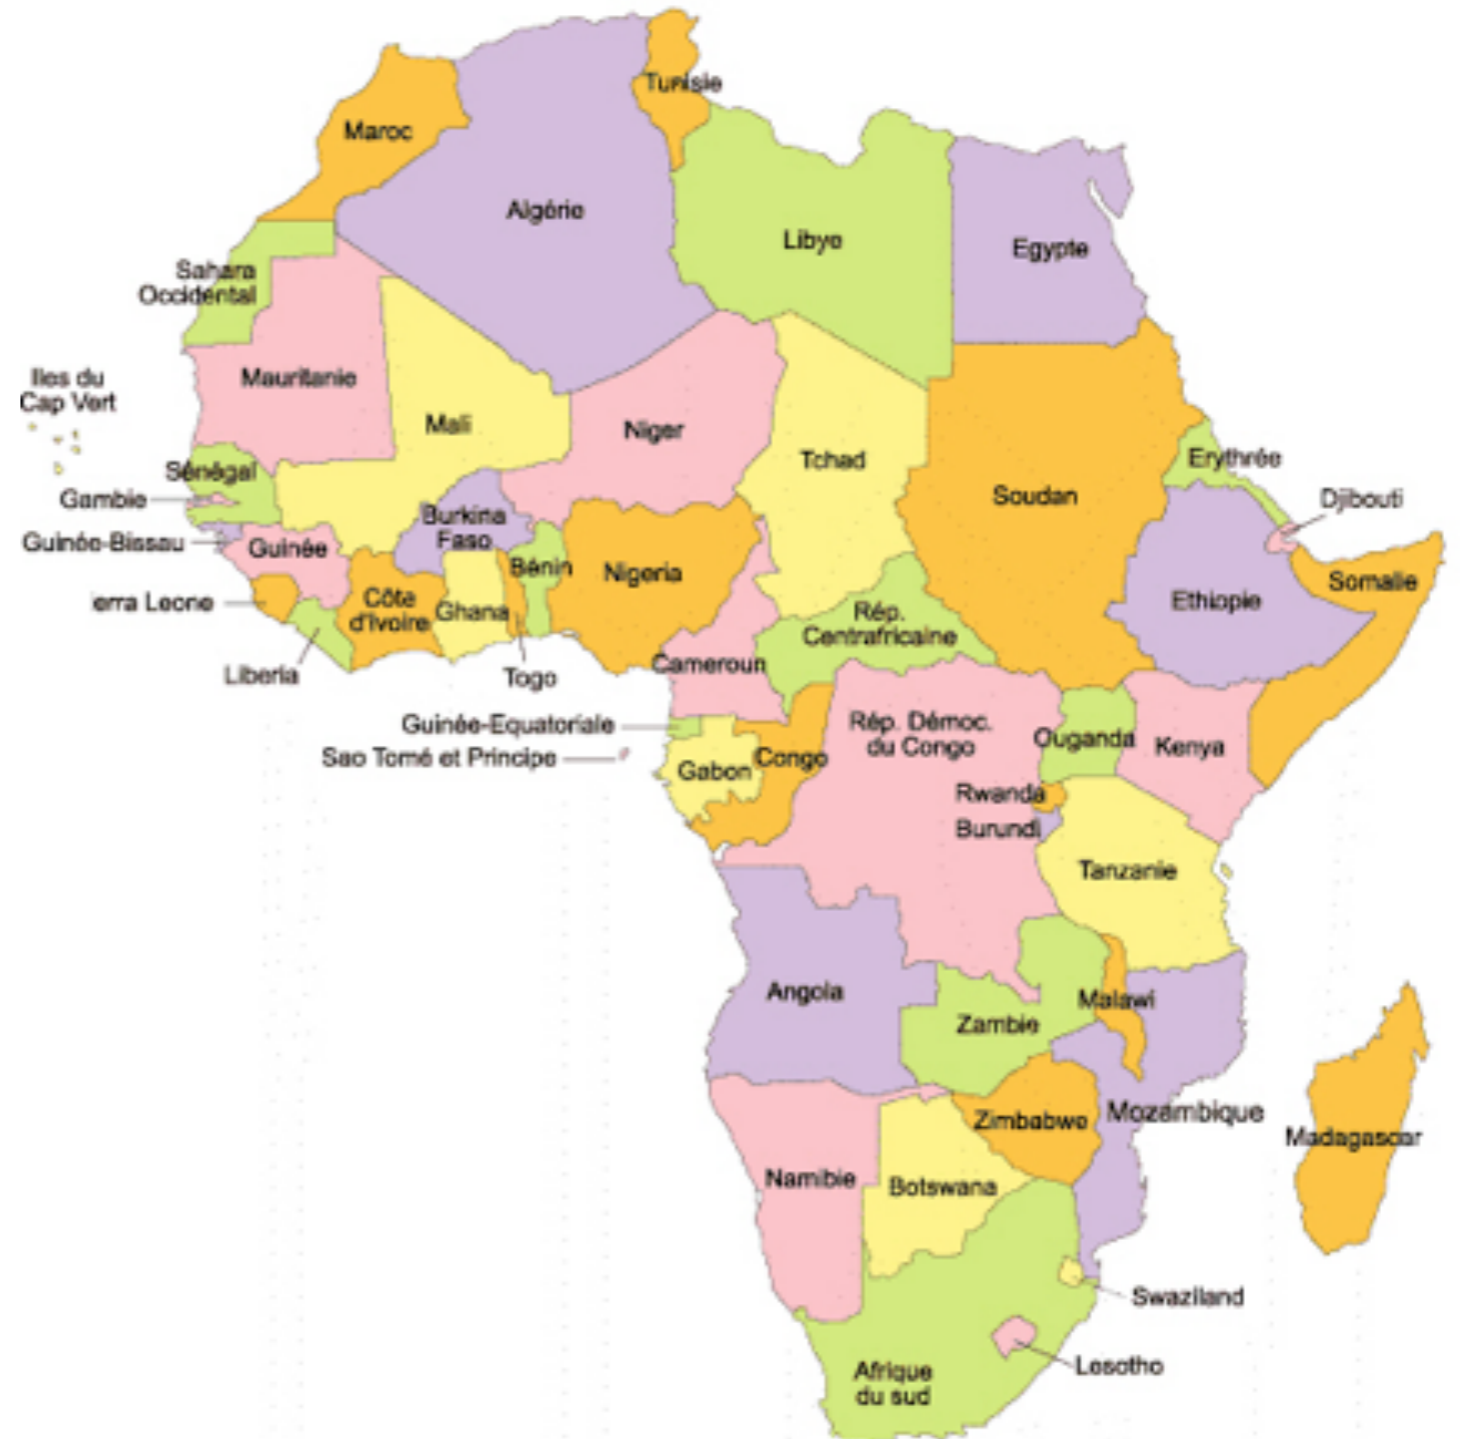 Tunisie
Maroc
Algérie
Libye
Egypte
Sahara
Occidental
Iles du
Cap Vert
Mauritanie
Mali
Niger
Tchad
Soudan
Erythrée
Djibouti
Sénégal
Gambie
Guinée-Bissau
Guinée
Burkina
Faso
Bénin
Nigeria
Ethiopie
Somalie
ierra Leone
Côte
d'Ivoire
Ghana
Rép.
Centrafricaine
Liberia
Togo
Cameroun
Guinée-Equatoriale
Sao Tomé et Principe
Gabon
Congo
Rép. Démoc.
du Congo
Ouganda
Kenya
Rwanda
Burundi
Tanzanie
Angola
Zambie
Malawi
Mozambique
Zimbabwe
Madagascar
Namibie
Botswana
Swaziland
Lesotho
Afrique
du sud